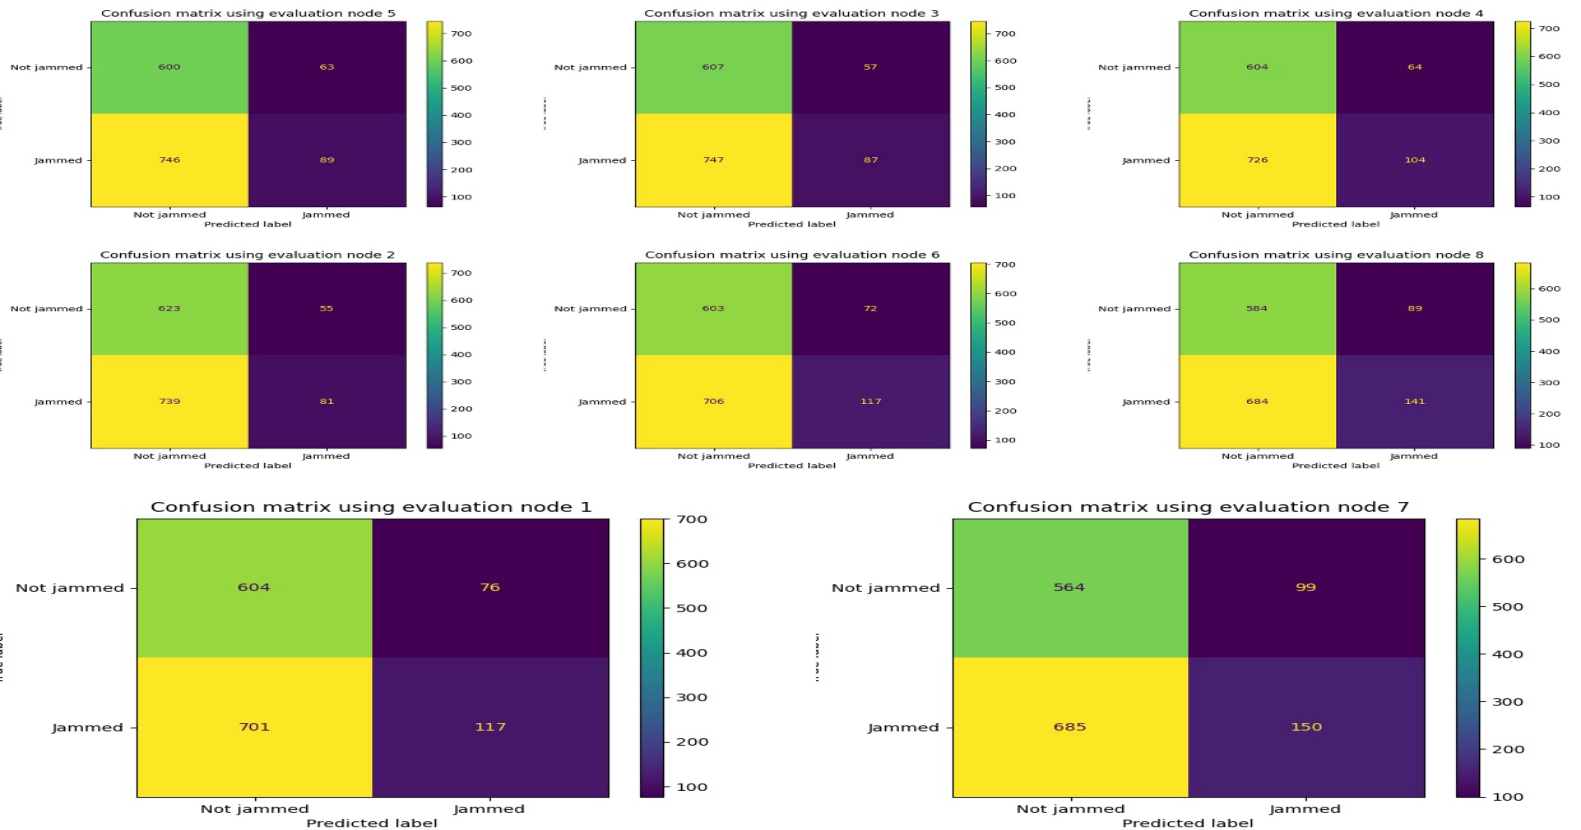 Confusion matrix using evaluation node 5
Not jammed 600 63
Jammed 746 89
Not jammed Jammed
Predicted label
700
600
500
400
300
200
100
Confusion matrix using evaluation node 3
Not jammed 607 57
Jammed 747 87
Not jammed Jammed
Predicted label
700
600
500
400
300
200
100
Confusion matrix using evaluation node 4
Not jammed 604 64
Jammed 726 104
Not jammed Jammed
Predicted label
700
600
500
400
300
200
100
Confusion matrix using evaluation node 2
Not jammed 623 55
Jammed 739 81
Not jammed Jammed
Predicted label
700
600
500
400
300
200
100
Confusion matrix using evaluation node 6
Not jammed 603 72
Jammed 706 117
Not jammed Jammed
Predicted label
700
600
500
400
300
200
100
Confusion matrix using evaluation node 8
Not jammed 584 89
Jammed 684 141
Not jammed Jammed
Predicted label
600
500
400
300
200
100
Confusion matrix using evaluation node 1
Not jammed 604 76
Jammed 701 117
Not jammed Jammed
Predicted label
700
600
500
400
300
200
100
Confusion matrix using evaluation node 7
Not jammed 564 99
Jammed 685 150
Not jammed Jammed
Predicted label
600
500
400
300
200
100